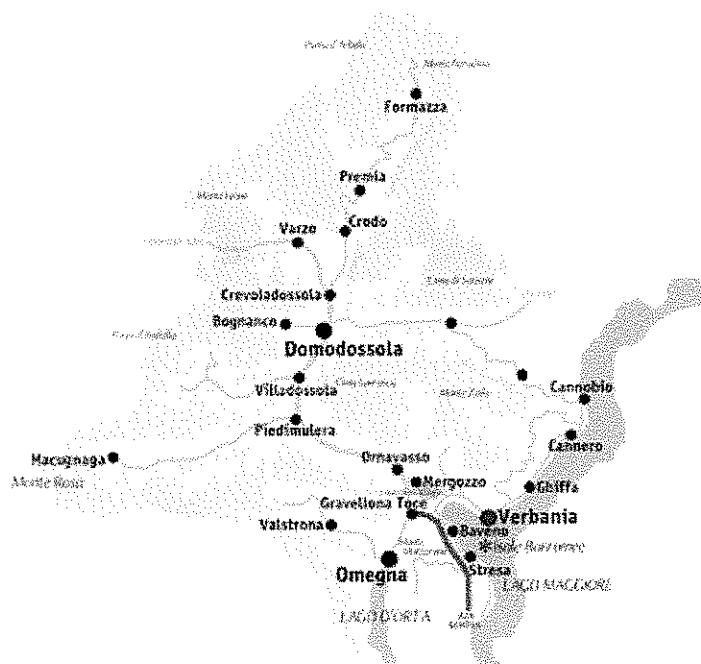 Formazza
Premia
Crodo
Varzo
Crevoladossola
Bognanco
Domodossola
Villadossola
Cannobio
Piedimulera
Cannero
Macugnaga
Monte Rosa
Ornavasso
Mergozzo
Ghiffa
Gravellona Toce
Valstrona
Verbania
Baveno
Isole Borromee
Omegna
Stresa
LAGO MAGGIORE
LAGO D'ORTA